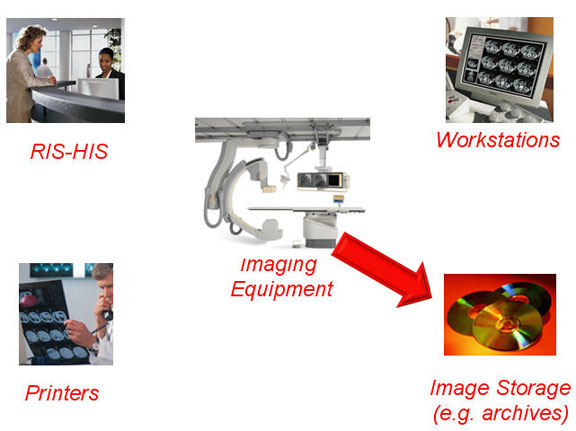 RIS-HIS
Workstations
Imaging
Equipment
Printers
Image Storage
(e.g. archives)